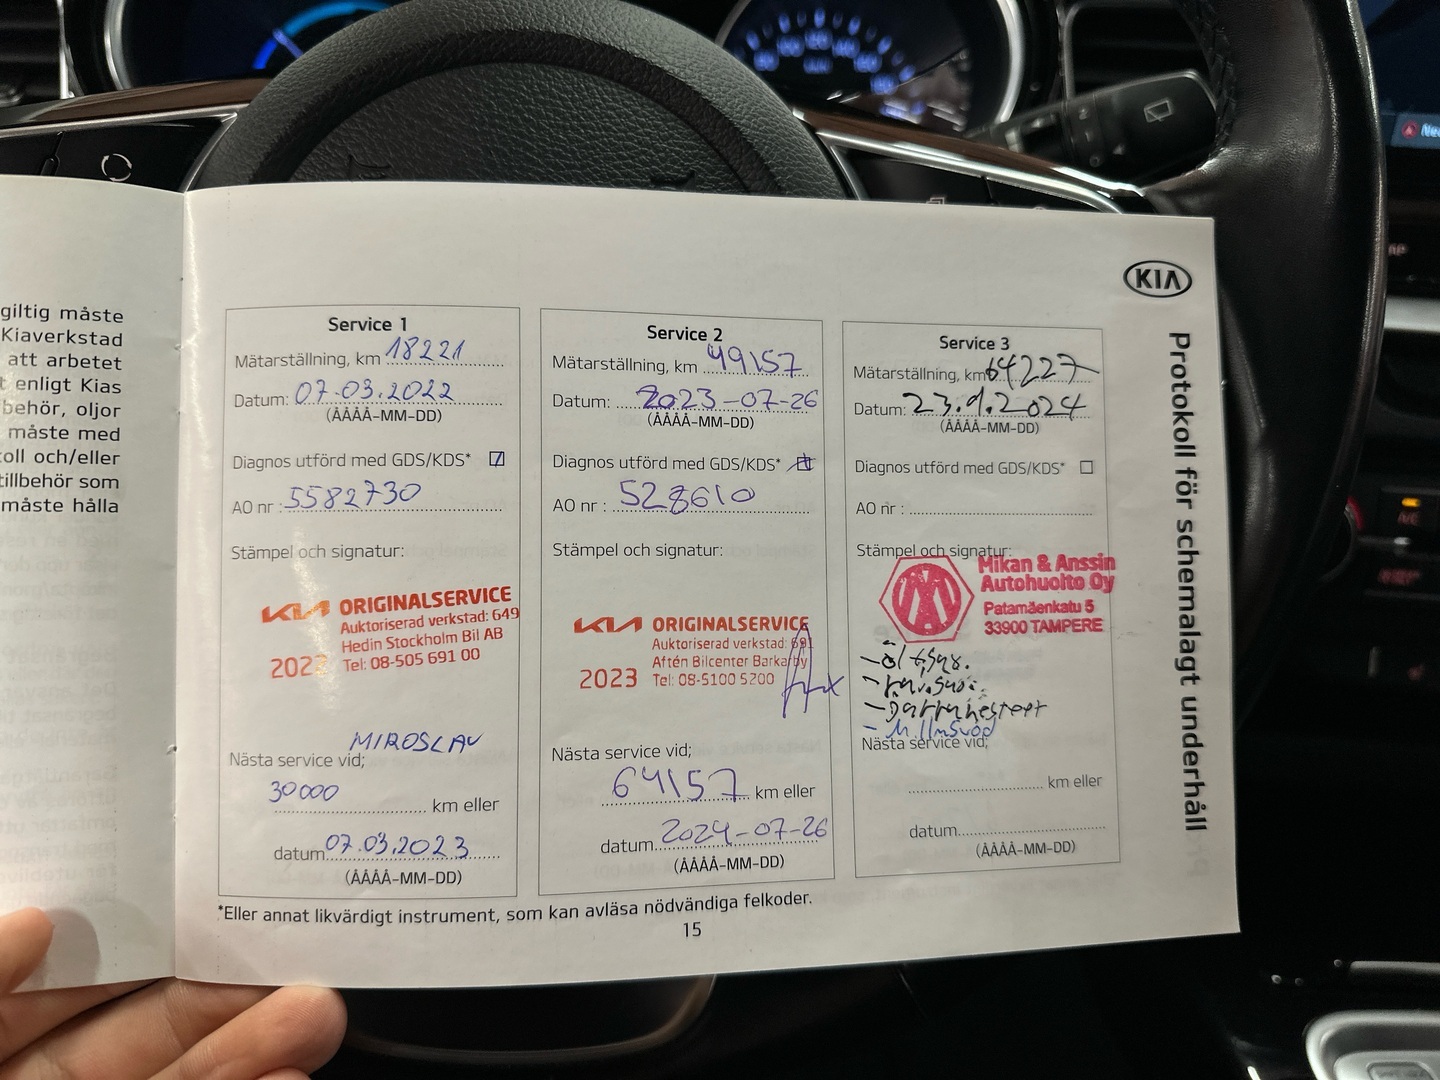 giltig måste
Kiaverkstad
att arbetet
enligt Kias
behör, oljor
måste med
oll och/eller
tillbehör som
måste hålla
KIA
Protokoll för schemalagt underhåll
Service 1
Mätarställning, km 18221
Datum: 07.03.2022
(ÅÅÅÅ-MM-DD)
Diagnos utförd med GDS/KDS*
AO nr: 5582730
Stämpel och signatur:
KIA ORIGINALSERVICE
Auktoriserad verkstad: 649
Hedin Stockholm Bil AB
2022 Tel: 08-505 691 00
MIROSLAV
Nästa service vid;
30000 km eller
datum 07.03.2023
(ÅÅÅÅ-MM-DD)
Service 2
Mätarställning, km 49157
Datum: 2023-07-26
(ÅÅÅÅ-MM-DD)
Diagnos utförd med GDS/KDS*
AO nr : 528610
Stämpel och signatur:
KIA ORIGINALSERVICE
Auktoriserad verkstad: 691
Aftén Bilcenter Barkarby
2023 Tel: 08-5100 5200
Nästa service vid;
64157 km eller
datum 2024-07-26
(ÅÅÅÅ-MM-DD)
Service 3
Mätarställning, km 64227
Datum: 23.1.2024
(ÅÅÅÅ-MM-DD)
Diagnos utförd med GDS/KDS*
AO nr :
Stämpel och signatur:
Mikan & Anssin
Autohuolto Oy
Patamäenkatu 5
33900 TAMPERE
Nästa service vid;
km eller
datum
(ÅÅÅÅ-MM-DD)
*Eller annat likvärdigt instrument, som kan avläsa nödvändiga felkoder.
15